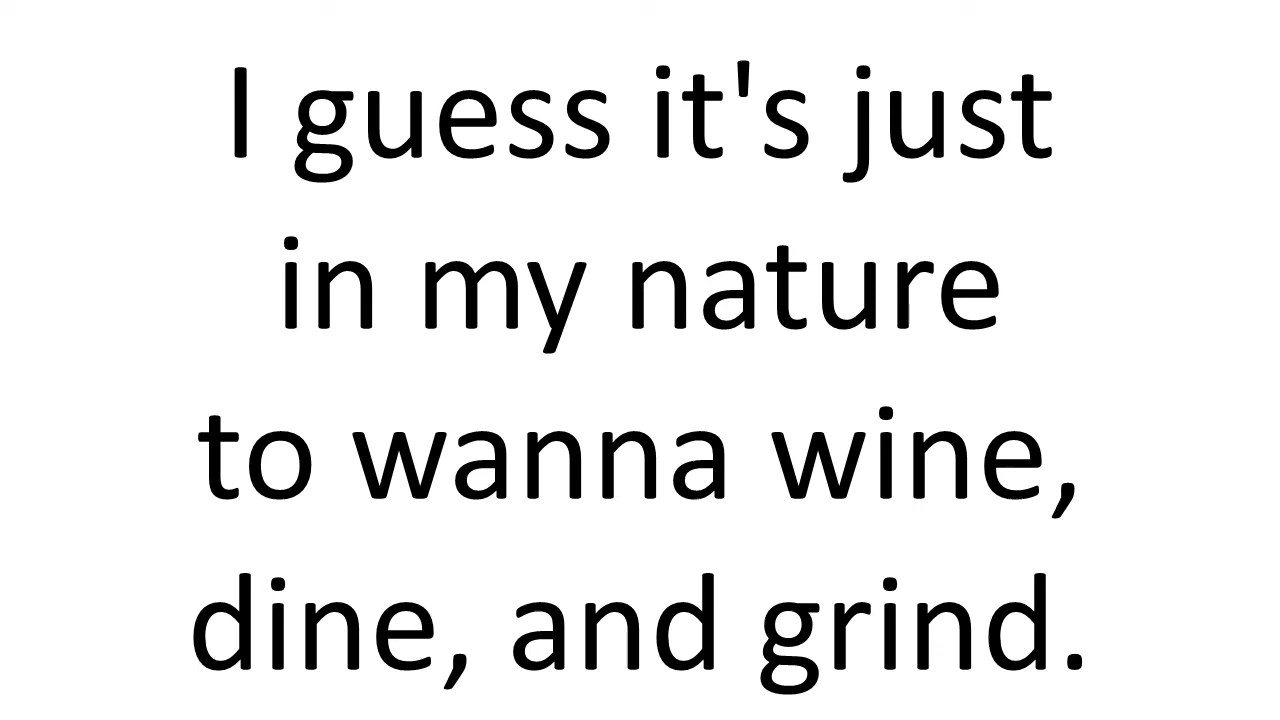 I guess it's just
in my nature
to wanna wine,
dine, and grind.